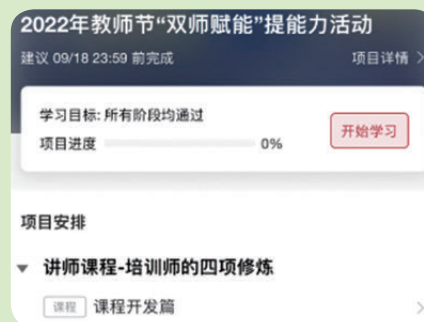 2022年教师节“双师赋能”提能力活动
建议 09/18 23:59 前完成
项目详情
学习目标: 所有阶段均通过
项目进度 0%
开始学习
项目安排
讲师课程-培训师的四项修炼
课程 课程开发篇